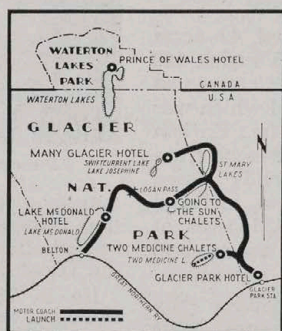 WATERTON
LAKES
PARK
PRINCE OF WALES HOTEL
CANADA
U.S.A
WATERTON LAKES
GLACIER
MANY GLACIER HOTEL
SWIFTCURRENT LAKE
LAKE JOSEPHINE
ST MARY
LAKES
NAT.
LOGAN PASS
GOING TO
THE SUN
CHALETS
LAKE McDONALD
HOTEL
LAKE McDONALD
PARK
BELTON
TWO MEDICINE CHALETS
TWO MEDICINE L.
GLACIER PARK HOTEL
GREAT NORTHERN RY
GLACIER
PARK STA
MOTOR COACH
LAUNCH